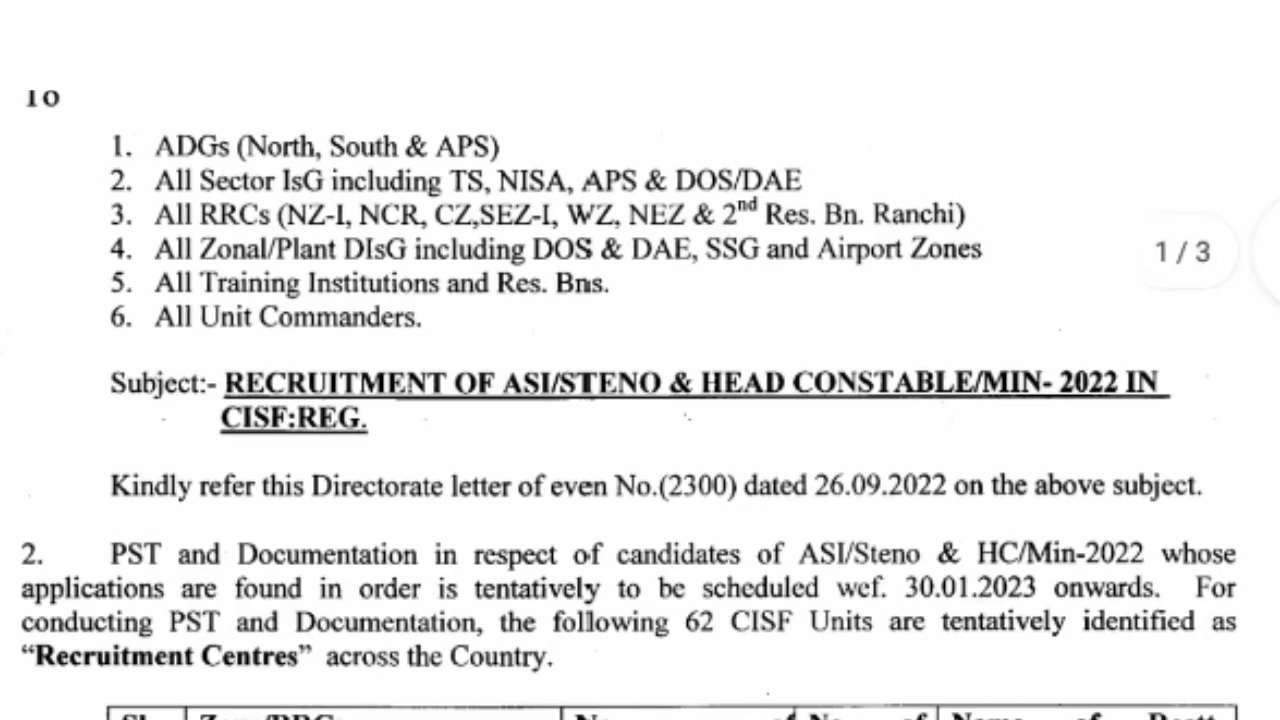 To
1. ADGs (North, South & APS)
2. All Sector IsG including TS, NISA, APS & DOS/DAE
3. All RRCs (NZ-I, NCR, CZ,SEZ-I, WZ, NEZ & 2nd Res. Bn. Ranchi)
4. All Zonal/Plant DIsG including DOS & DAE, SSG and Airport Zones
1 / 3
5. All Training Institutions and Res. Bns.
6. All Unit Commanders.
Subject:- RECRUITMENT OF ASI/STENO & HEAD CONSTABLE/MIN- 2022 IN
CISF:REG.
Kindly refer this Directorate letter of even No.(2300) dated 26.09.2022 on the above subject.
2. PST and Documentation in respect of candidates of ASI/Steno & HC/Min-2022 whose
applications are found in order is tentatively to be scheduled wef. 30.01.2023 onwards. For
conducting PST and Documentation, the following 62 CISF Units are tentatively identified as
“Recruitment Centres” across the Country.